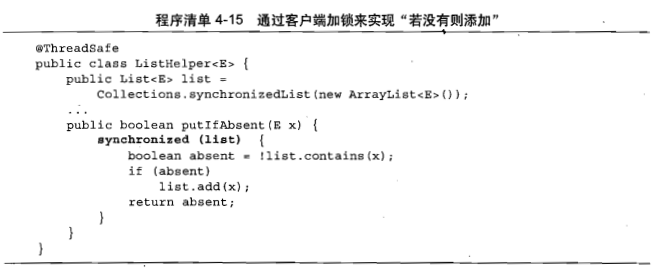 程序清单 4-15 通过客户端加锁来实现“若没有则添加”
@ThreadSafe
public class ListHelper<E> {
    public List<E> list =
        Collections.synchronizedList(new ArrayList<E>());
    ...
    public boolean putIfAbsent(E x) {
        synchronized (list)  {
            boolean absent = !list.contains(x);
            if (absent)
                list.add(x);
            return absent;
        }
    }
}